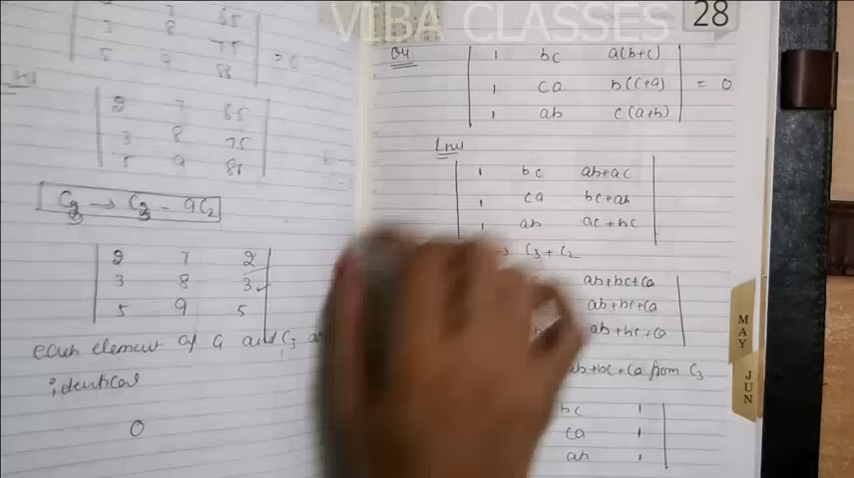 VIBA CLASSES
28
3 8 75
5 9 86 = 0
2 7 65
3 8 75
5 9 86
C3 → C3 - 9C2
2 7 2
3 8 3
5 9 5
each element of C1 and C3
identical
0
1 bc a(b+c)
1 ca b(c+a) = 0
1 ab c(a+b)
LHS
1 bc ab+ac
1 ca bc+ab
1 ab ac+bc
→ C3+C2
ab+bc+ca
ab+bc+ca
ab+bc+ca
ab+bc+ca from C3
bc 1
ca 1
ab 1
MAY
JUN